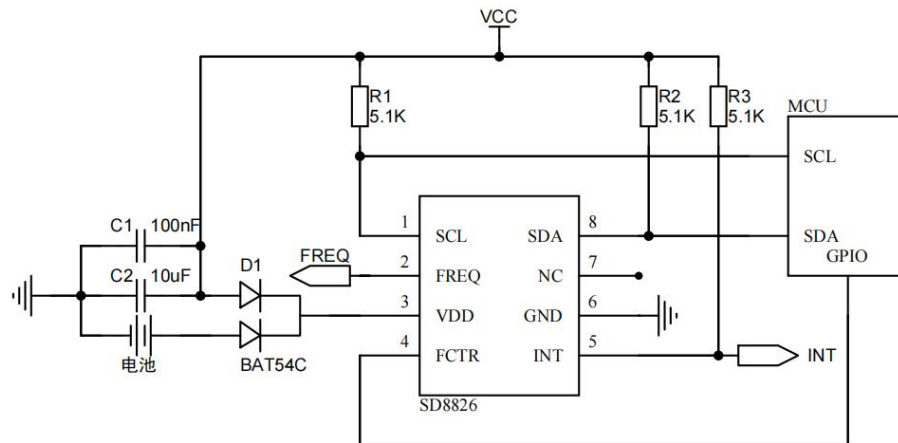 VCC
R1
5.1K
R2
5.1K
R3
5.1K
MCU
SCL
SDA
GPIO
C1 100nF
C2 10uF
电池
D1
BAT54C
FREQ
1 SCL
2 FREQ
3 VDD
4 FCTR
SDA 8
NC 7
GND 6
INT 5
SD8826
INT